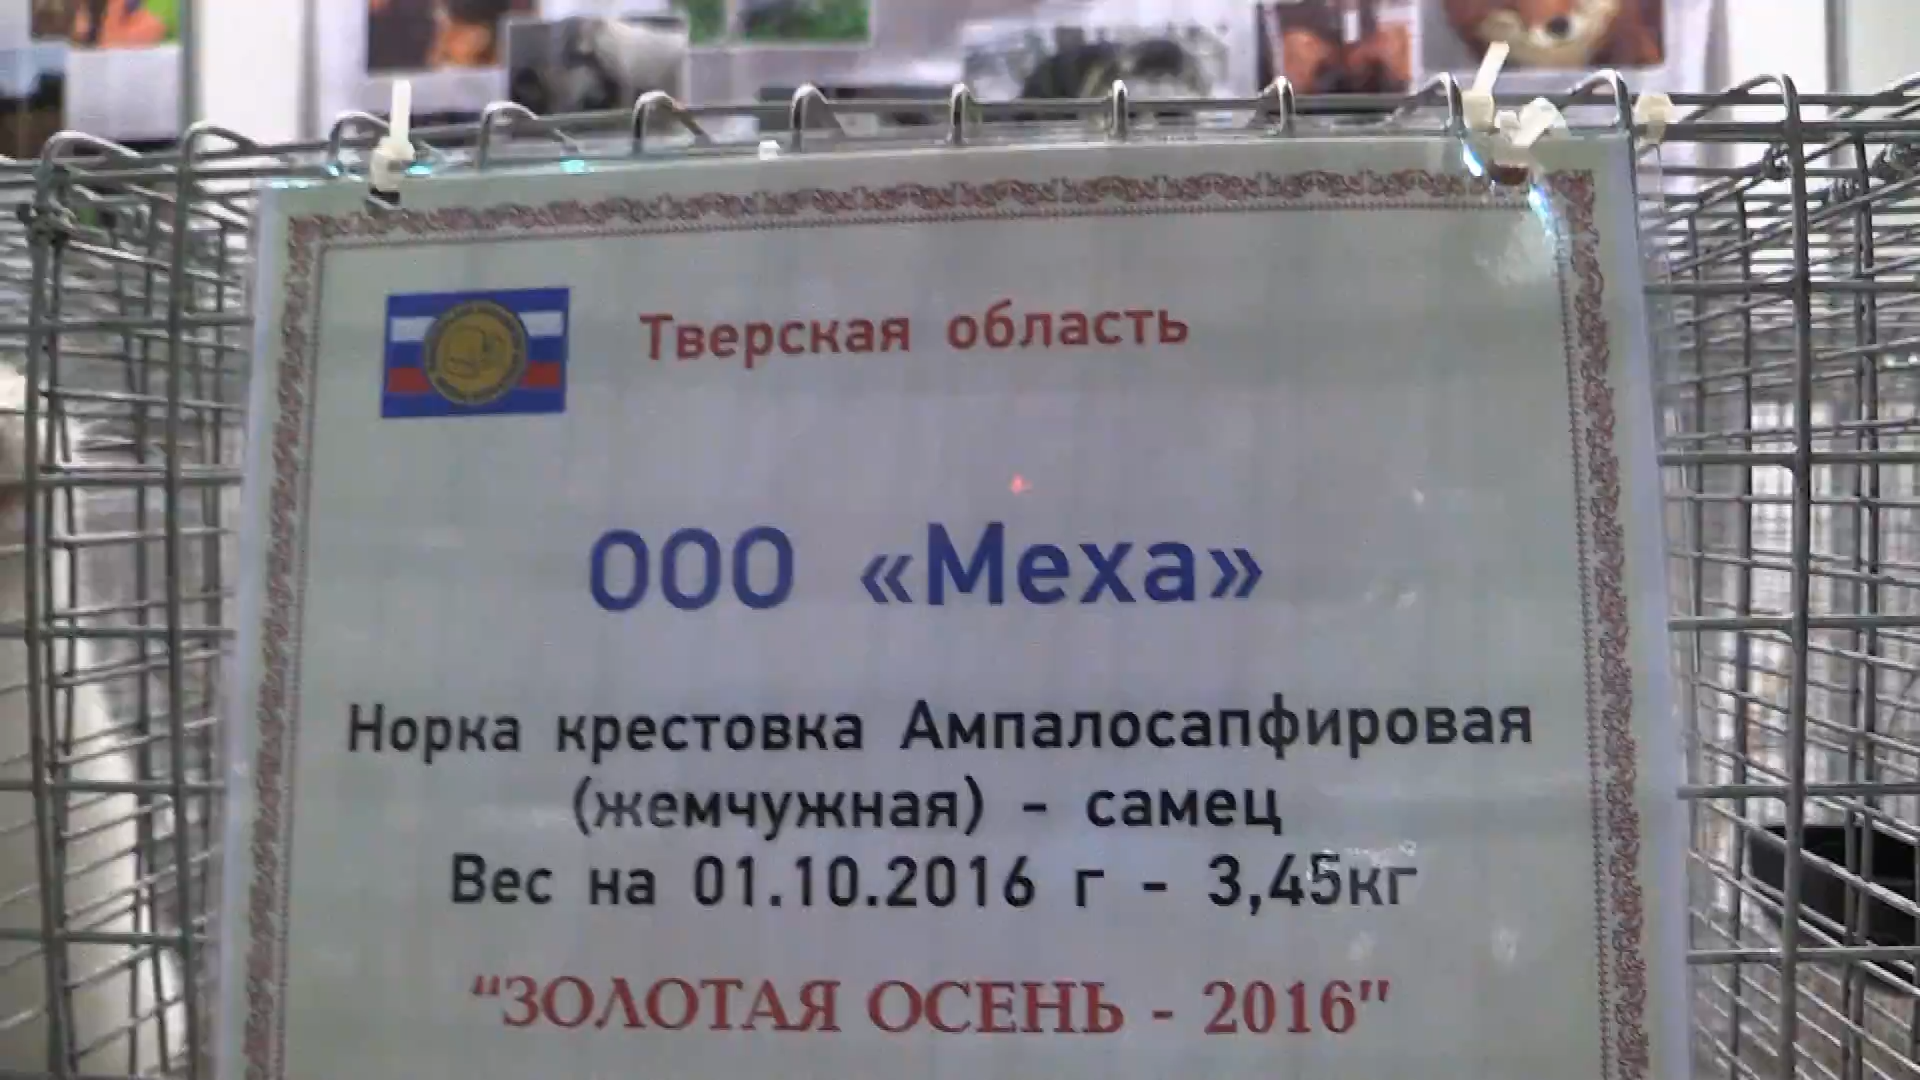 Тверская область
ООО «Меха»
Норка крестовка Ампалосапфировая
(жемчужная) - самец
Вес на 01.10.2016 г - 3,45кг
“ЗОЛОТАЯ ОСЕНЬ - 2016”